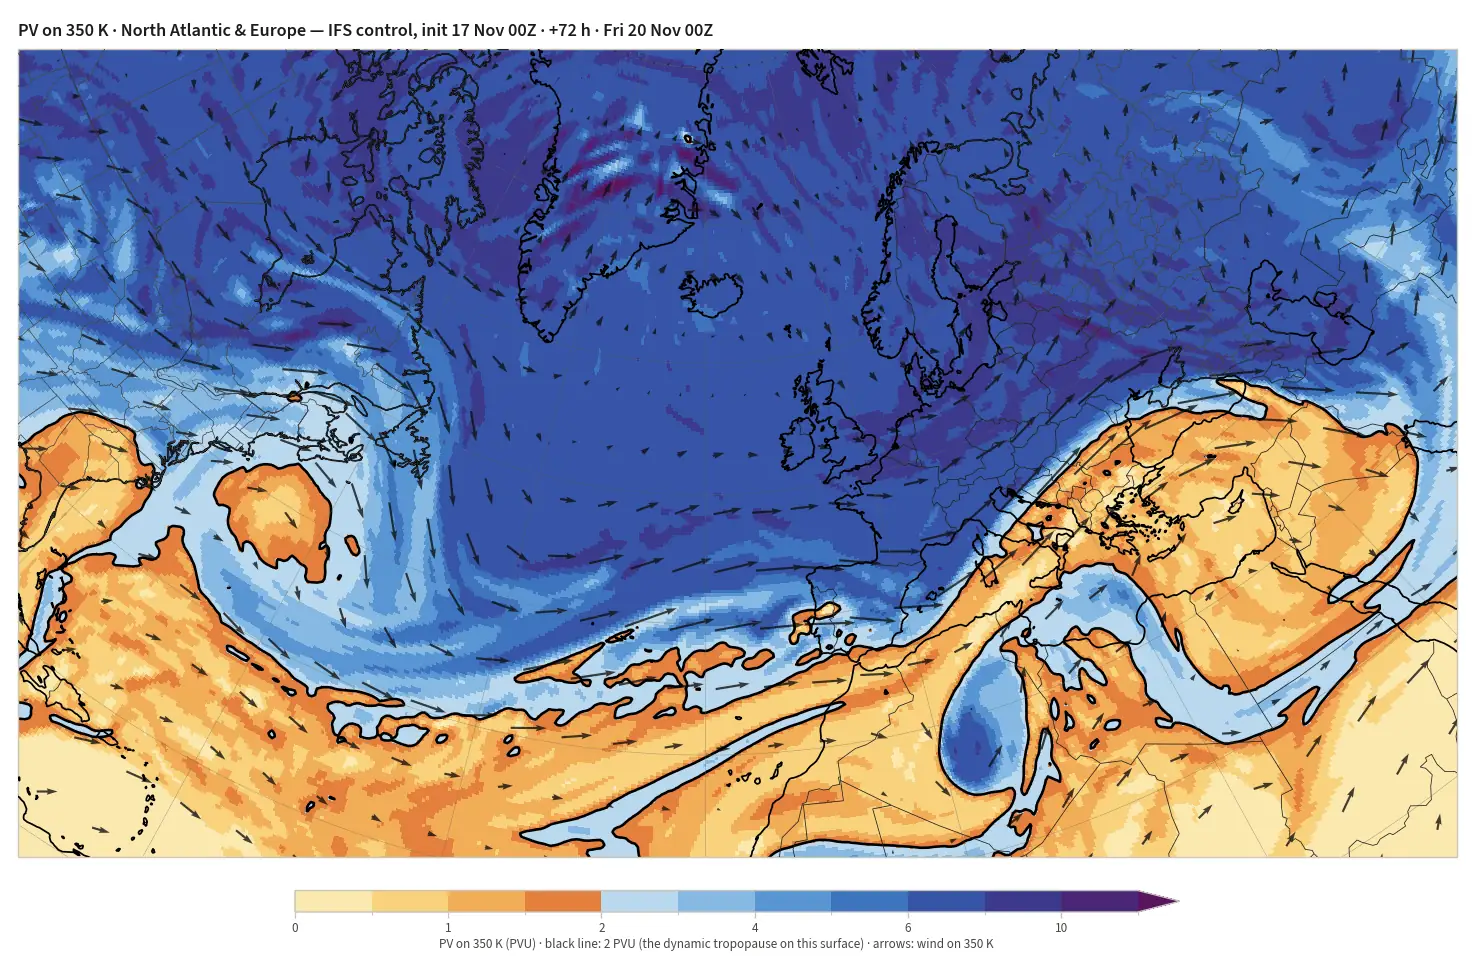 PV on 350 K · North Atlantic & Europe — IFS control, init 17 Nov 00Z · +72 h · Fri 20 Nov 00Z
0 1 2 4 6 10
PV on 350 K (PVU) · black line: 2 PVU (the dynamic tropopause on this surface) · arrows: wind on 350 K